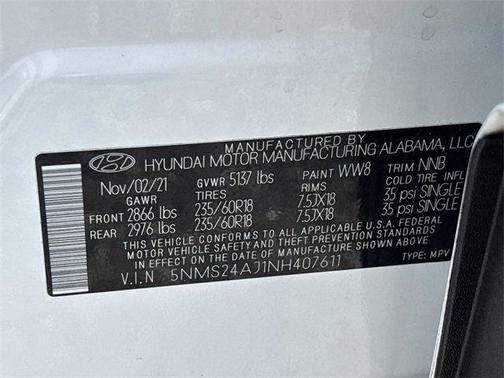 MANUFACTURED BY
HYUNDAI MOTOR MANUFACTURING ALABAMA, LLC
Nov/02/21 GVWR 5137 lbs PAINT WW8 TRIM NNB
GAWR TIRES RIMS COLD TIRE INFL
FRONT 2866 lbs 235/60R18 7.5JX18 35 psi SINGLE
REAR 2976 lbs 235/60R18 7.5JX18 35 psi SINGLE
THIS VEHICLE CONFORMS TO ALL APPLICABLE U.S.A. FEDERAL
MOTOR VEHICLE SAFETY AND THEFT PREVENTION STANDARDS
IN EFFECT ON THE DATE OF MANUFACTURE SHOWN ABOVE.
V.I.N 5NMS24AJ1NH407611 TYPE: MPV